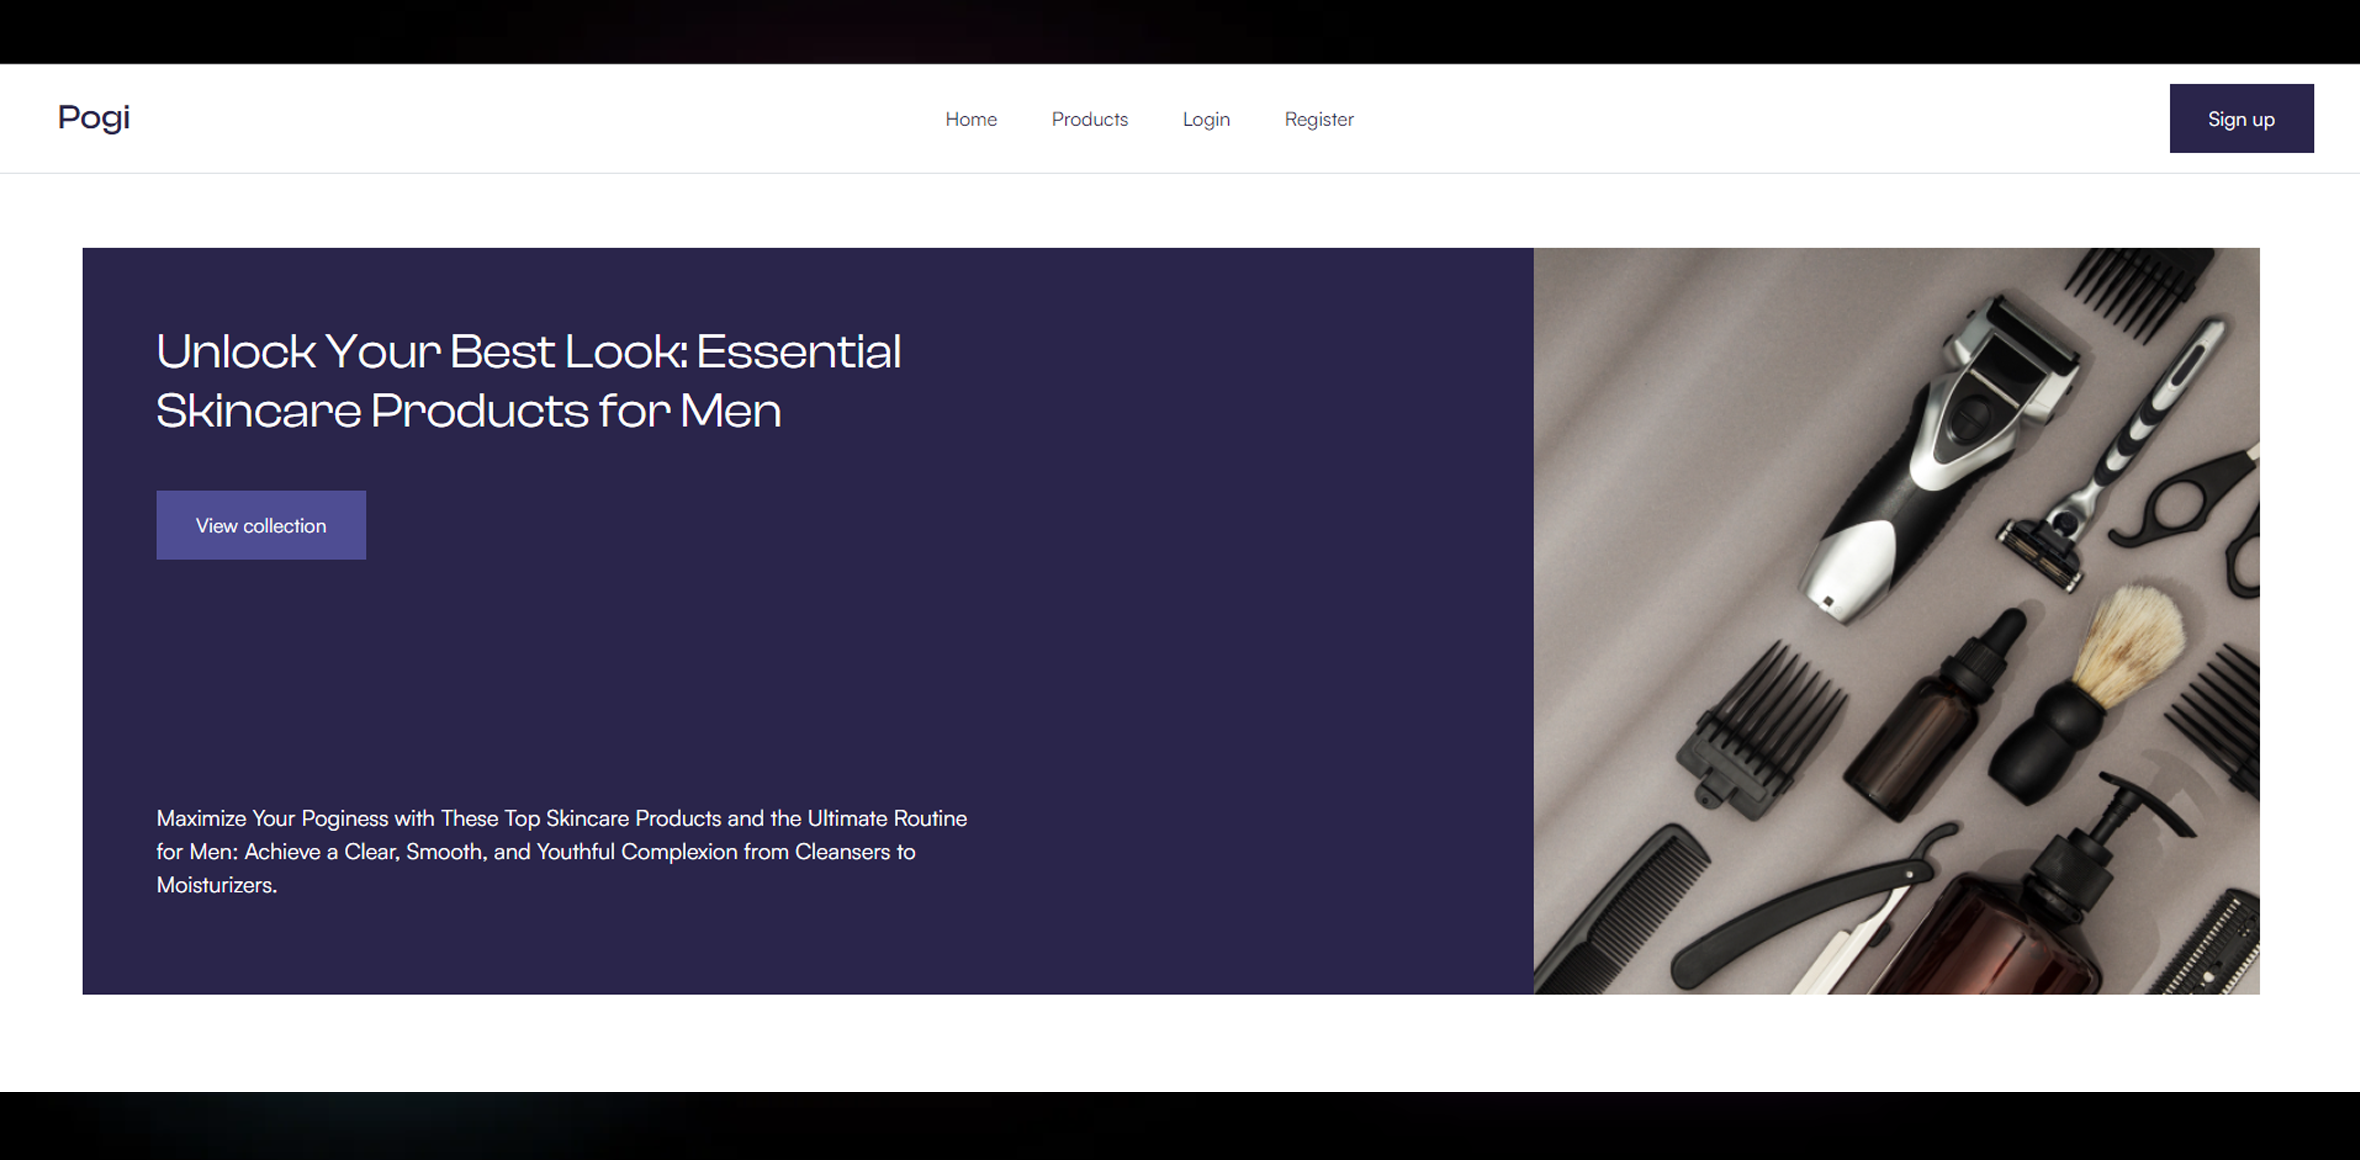 Pogi
Home
Products
Login
Register
Sign up
Unlock Your Best Look: Essential
Skincare Products for Men
View collection
Maximize Your Poginess with These Top Skincare Products and the Ultimate Routine
for Men: Achieve a Clear, Smooth, and Youthful Complexion from Cleansers to
Moisturizers.